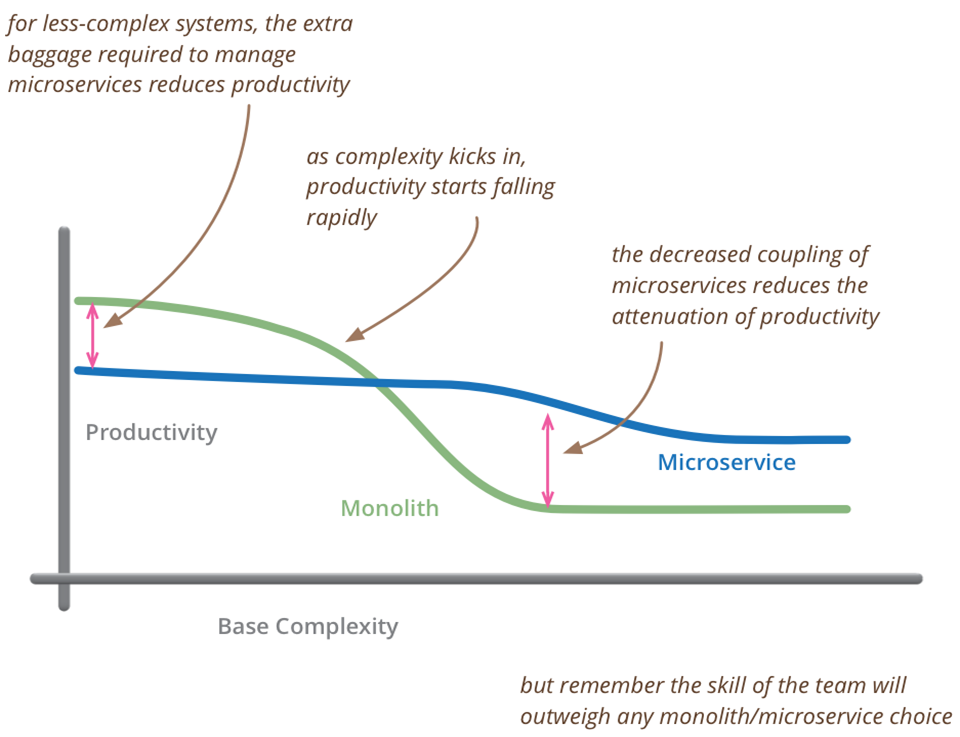 for less-complex systems, the extra
baggage required to manage
microservices reduces productivity
as complexity kicks in,
productivity starts falling
rapidly
the decreased coupling of
microservices reduces the
attenuation of productivity
Productivity
Microservice
Monolith
Base Complexity
but remember the skill of the team will
outweigh any monolith/microservice choice